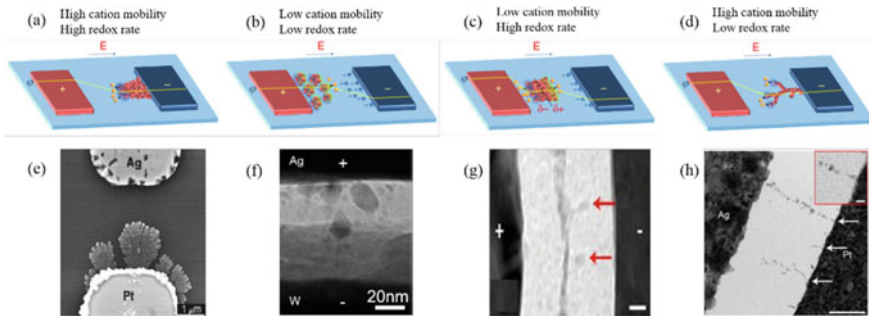 (a) High cation mobility
High redox rate
(b) Low cation mobility
Low redox rate
(c) Low cation mobility
High redox rate
(d) High cation mobility
Low redox rate
E
+
−
E
+
−
E
+
−
E
+
−
(e)
Ag
Pt
1 μm
(f)
Ag +
W −
20nm
(g)
+
-
(h)
Ag
Pt